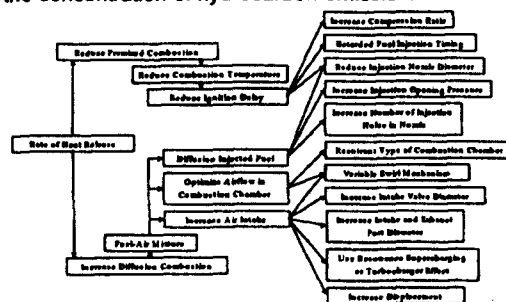 Increase Compression Ratio
Reduce Premixed Combustion
Retarded Fuel Injection Timing
Reduce Combustion Temperature
Reduce Injection Nozzle Diameter
Reduce Ignition Delay
Increase Injection Opening Pressure
Increase Number of Injection
Holes in Nozzle
Rate of Heat Release
Diffusion Injected Fuel
Reentrant Type of Combustion Chamber
Optimize Airflow in
Combustion Chamber
Variable Swirl Mechanism
Increase Intake Valve Diameter
Increase Air Intake
Increase Intake and Exhaust
Port Diameter
Fuel-Air Mixture
Increase Diffusion Combustion
Use Resonance Supercharging
or Turbocharger Effect
Increase Displacement